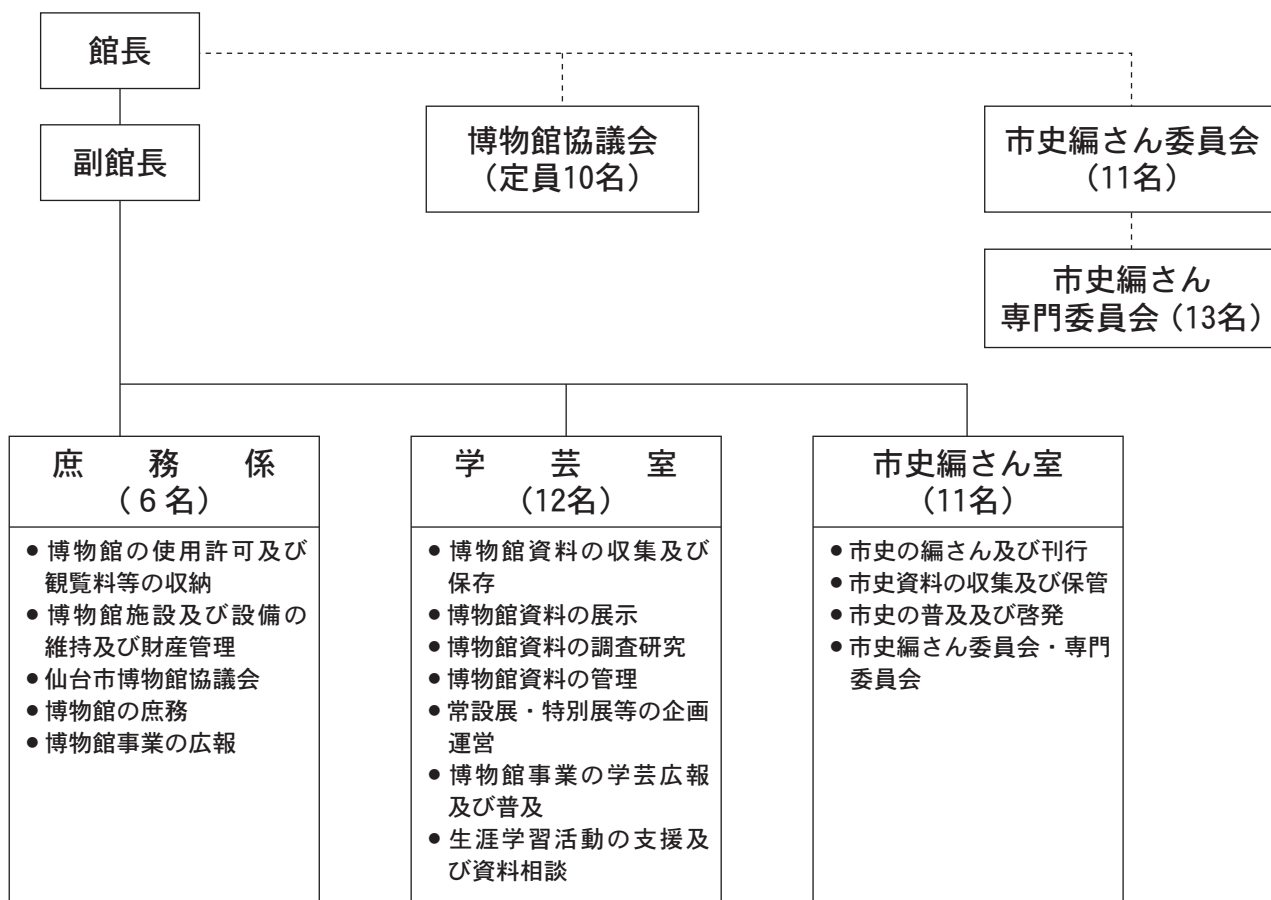 館長
副館長
博物館協議会
(定員10名)
市史編さん委員会
(11名)
市史編さん
専門委員会(13名)
庶務係
(6名)
● 博物館の使用許可及び
観覧料等の収納
● 博物館施設及び設備の
維持及び財産管理
● 仙台市博物館協議会
● 博物館の庶務
● 博物館事業の広報
学芸室
(12名)
● 博物館資料の収集及び
保存
● 博物館資料の展示
● 博物館資料の調査研究
● 博物館資料の管理
● 常設展・特別展等の企画
運営
● 博物館事業の学芸広報
及び普及
● 生涯学習活動の支援及
び資料相談
市史編さん室
(11名)
● 市史の編さん及び刊行
● 市史資料の収集及び保管
● 市史の普及及び啓発
● 市史編さん委員会・専門
委員会